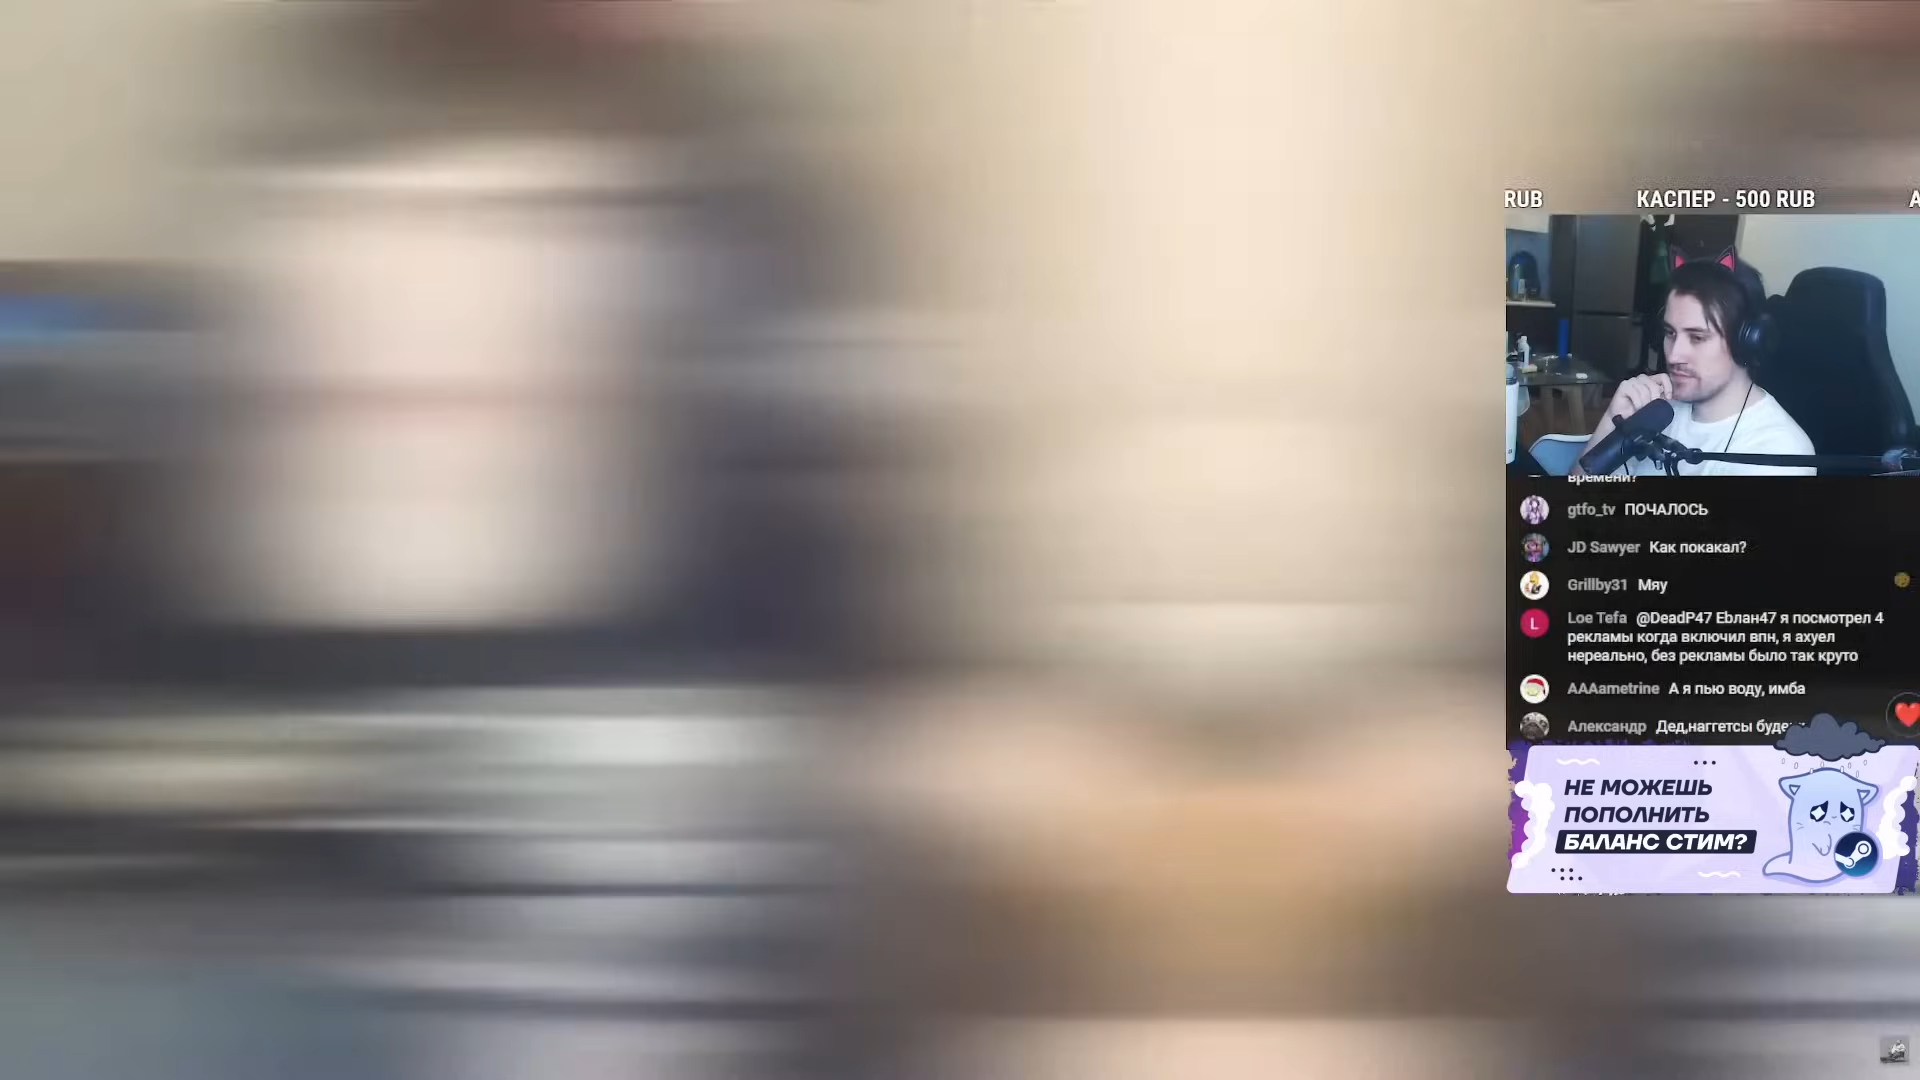 RUB КАСПЕР - 500 RUB
времени?
gtfo_tv ПОЧАЛОСЬ
JD Sawyer Как покакал?
Grillby31 Мяу
L Loe Tefa @DeadP47 Евлан47 я посмотрел 4
рекламы когда включил впн, я ахуел
нереально, без рекламы было так круто
AAAametrine А я пью воду, имба
Александр Дед,наггетсы
НЕ МОЖЕШЬ
ПОПОЛНИТЬ
БАЛАНС СТИМ?